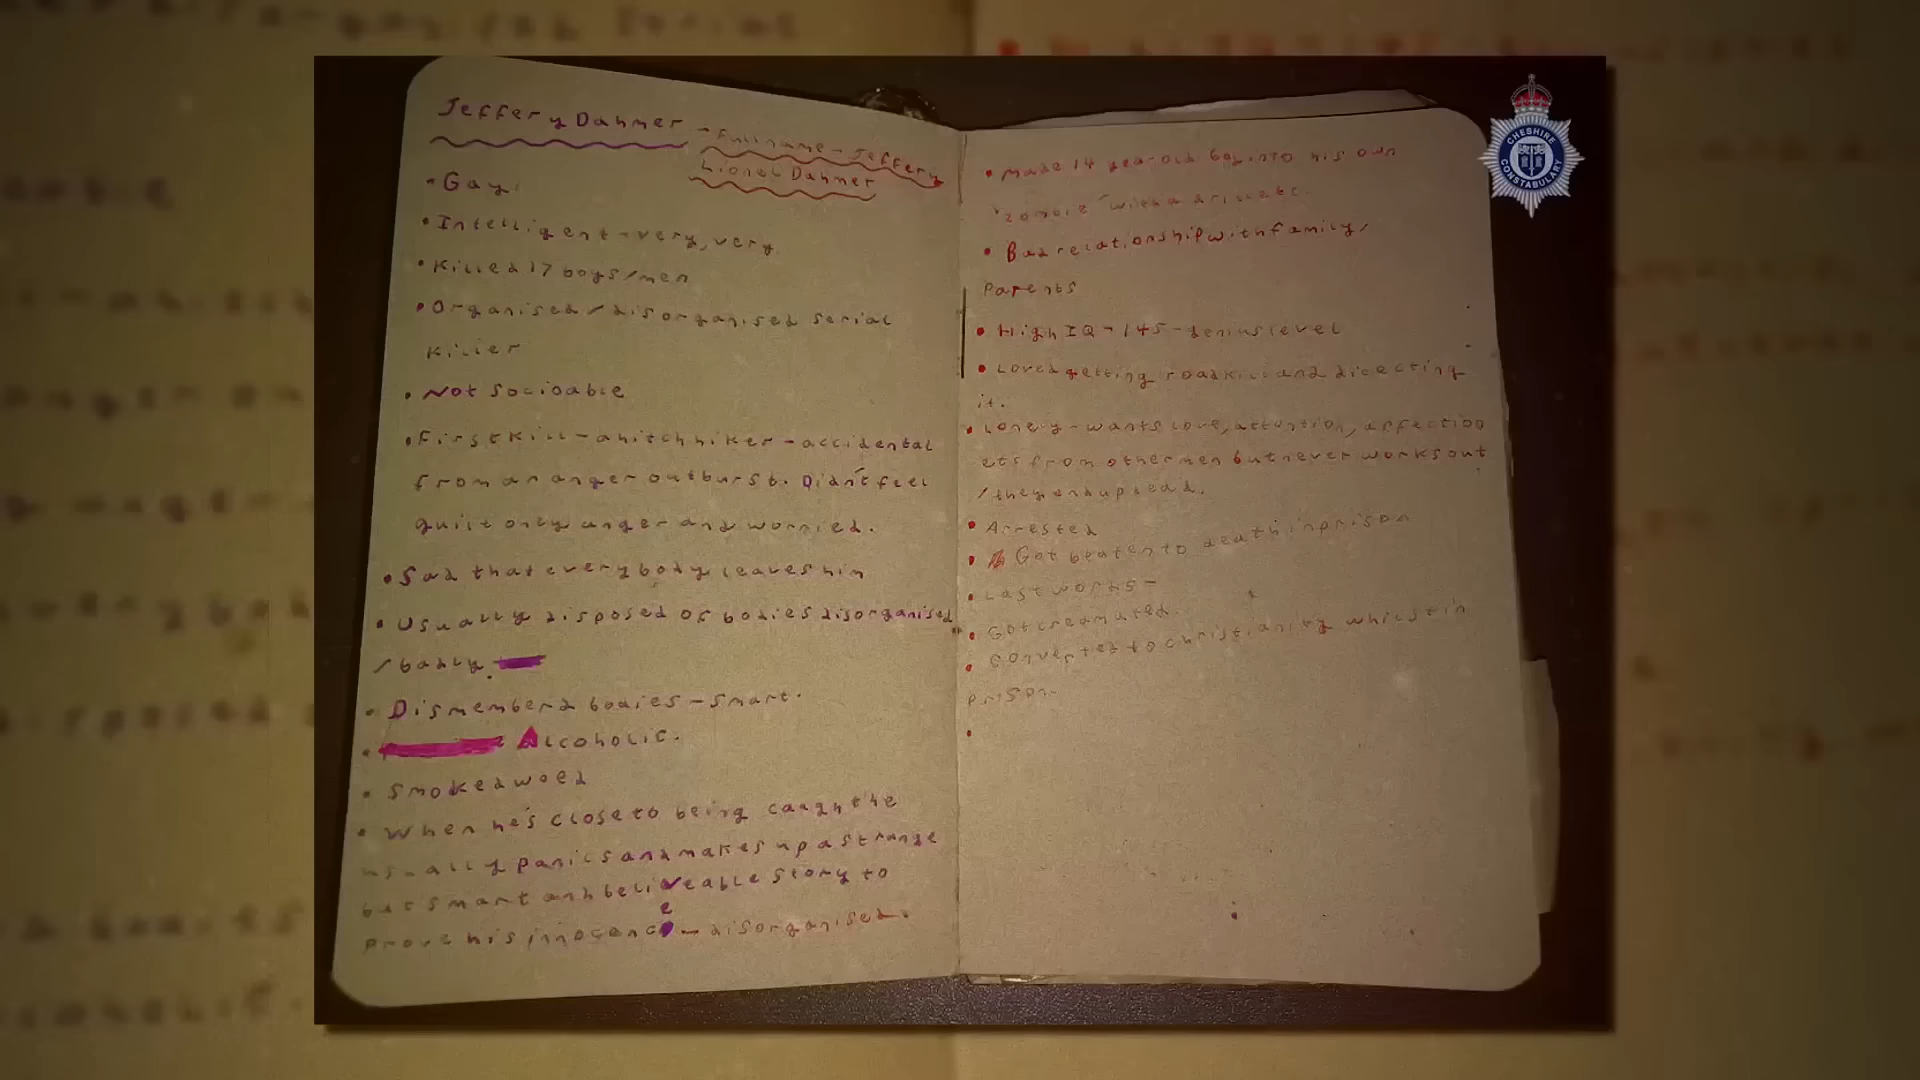 Jeffery Dahmer - Full name - Jeffery
Lionel Dahmer
• Gay
• Intelligent - very, very
• Killed 17 boys/men
• Organised/disorganised serial
killer
• Not socioable
• First kill - a hitchhiker - accidental
from an anger outburst. Didn't feel
guilt only anger and worried.
• Sad that everybody leaves him
• Usually disposed of bodies disorganised
/badly.
• Dismemberd bodies - smart.
• Alcoholic.
• Smoked weed
• When he's close to being caught he
usually panics and makes up a strange
but smart and believeable story to
prove his innocence - disorganised.
• Made 14 year-old boy into his own
"zombie" with a drill etc.
• Bad relationship with family/
Parents
• High IQ - 145 - genius level
• Loved getting roadkill and disecting
it.
• Lonely - wants love, attention, affection
ets from other men but never works out
/they end up dead.
• Arrested
• Got beaten to death in prison
• Last words -
• Got creamated.
• Converted to christianity whilst in
prison.
CHESHIRE
CONSTABULARY